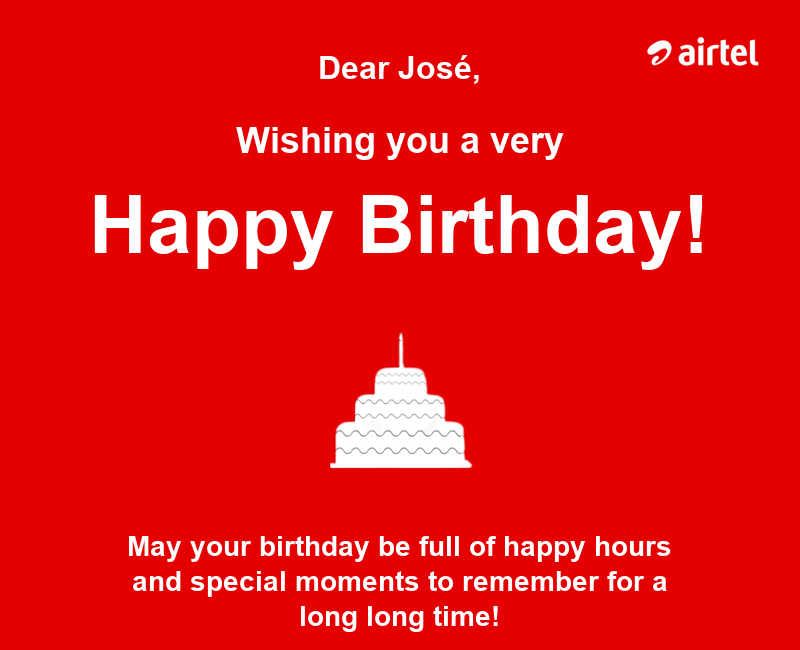 airtel
Dear José,
Wishing you a very
Happy Birthday!
May your birthday be full of happy hours
and special moments to remember for a
long long time!